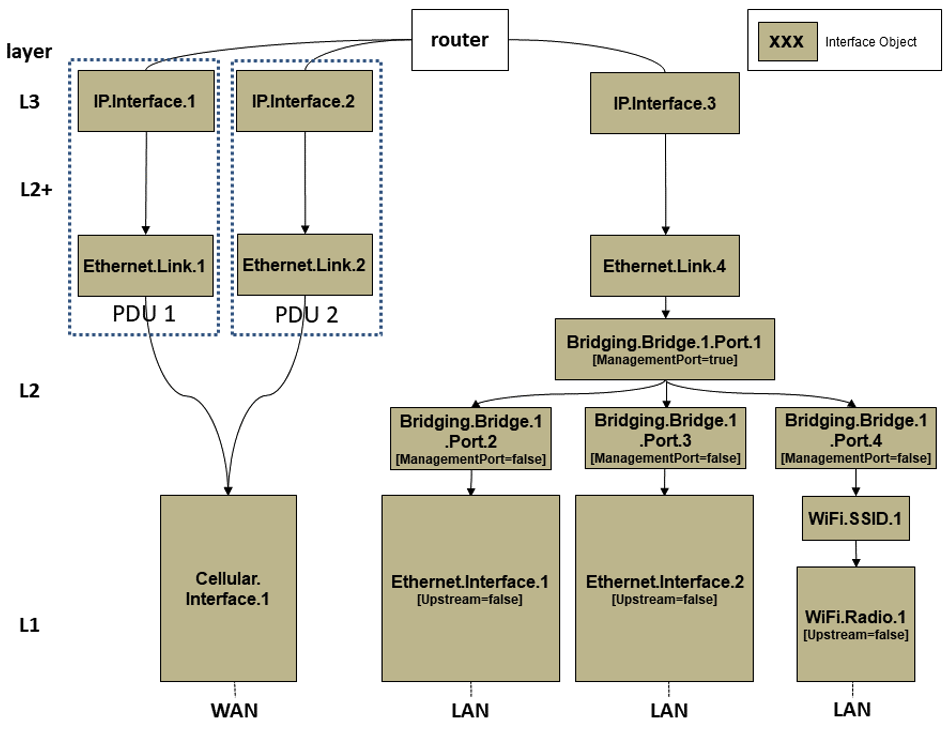 router
XXX
Interface Object
layer
L3
IP.Interface.1
IP.Interface.2
IP.Interface.3
L2+
Ethernet.Link.1
Ethernet.Link.2
Ethernet.Link.4
PDU 1
PDU 2
Bridging.Bridge.1.Port.1
[ManagementPort=true]
L2
Bridging.Bridge.1
.Port.2
[ManagementPort=false]
Bridging.Bridge.1
.Port.3
[ManagementPort=false]
Bridging.Bridge.1
.Port.4
[ManagementPort=false]
WiFi.SSID.1
Cellular.
Interface.1
Ethernet.Interface.1
[Upstream=false]
Ethernet.Interface.2
[Upstream=false]
L1
WiFi.Radio.1
[Upstream=false]
WAN
LAN
LAN
LAN